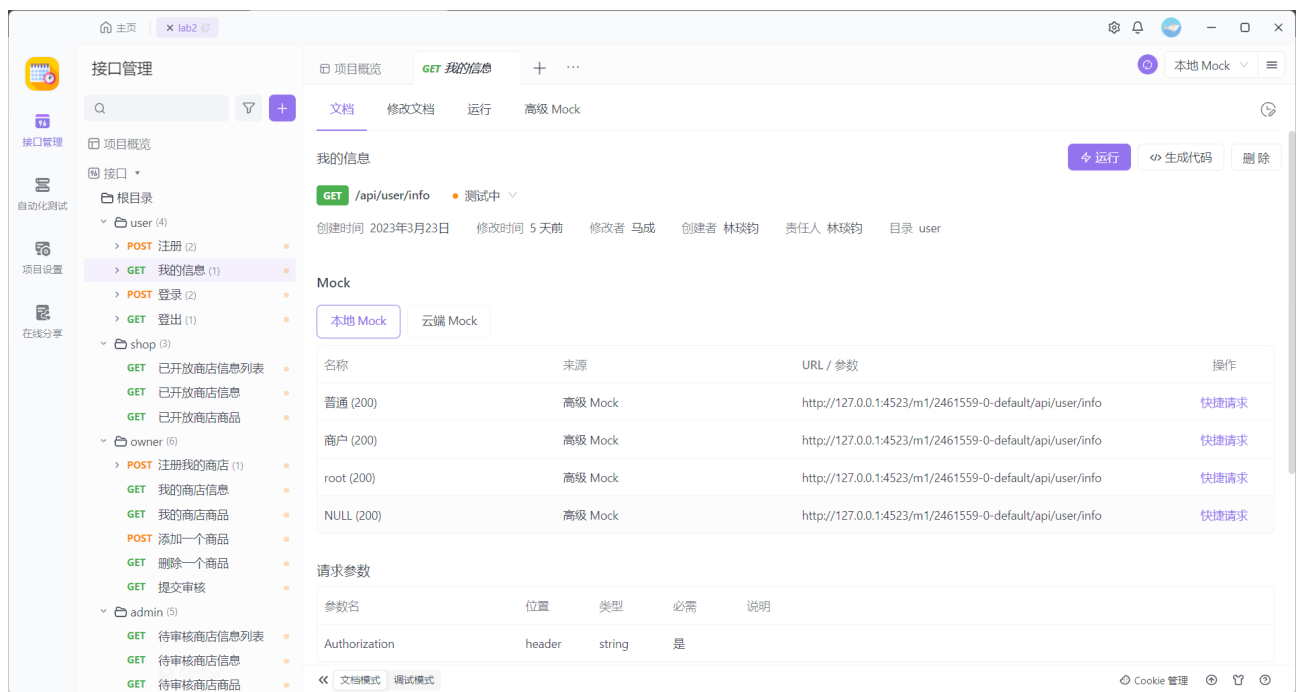 主页
× lab2
接口管理
自动化测试
项目设置
在线分享
接口管理
项目概览
接口
根目录
user (4)
POST 注册 (2)
GET 我的信息 (1)
POST 登录 (2)
GET 登出 (1)
shop (3)
GET 已开放商店信息列表
GET 已开放商店信息
GET 已开放商店商品
owner (6)
POST 注册我的商店 (1)
GET 我的商店信息
GET 我的商店商品
POST 添加一个商品
GET 删除一个商品
GET 提交审核
admin (5)
GET 待审核商店信息列表
GET 待审核商店信息
GET 待审核商店商品
项目概览 GET 我的信息 + ···
本地 Mock
文档 修改文档 运行 高级 Mock
我的信息
运行 生成代码 删 除
GET /api/user/info 测试中
创建时间 2023年3月23日 修改时间 5 天前 修改者 马成 创建者 林琰钧 责任人 林琰钧 目录 user
Mock
本地 Mock 云端 Mock
名称 来源 URL / 参数 操作
普通 (200) 高级 Mock http://127.0.0.1:4523/m1/2461559-0-default/api/user/info 快捷请求
商户 (200) 高级 Mock http://127.0.0.1:4523/m1/2461559-0-default/api/user/info 快捷请求
root (200) 高级 Mock http://127.0.0.1:4523/m1/2461559-0-default/api/user/info 快捷请求
NULL (200) 高级 Mock http://127.0.0.1:4523/m1/2461559-0-default/api/user/info 快捷请求
请求参数
参数名 位置 类型 必需 说明
Authorization header string 是
文档模式 调试模式
Cookie 管理